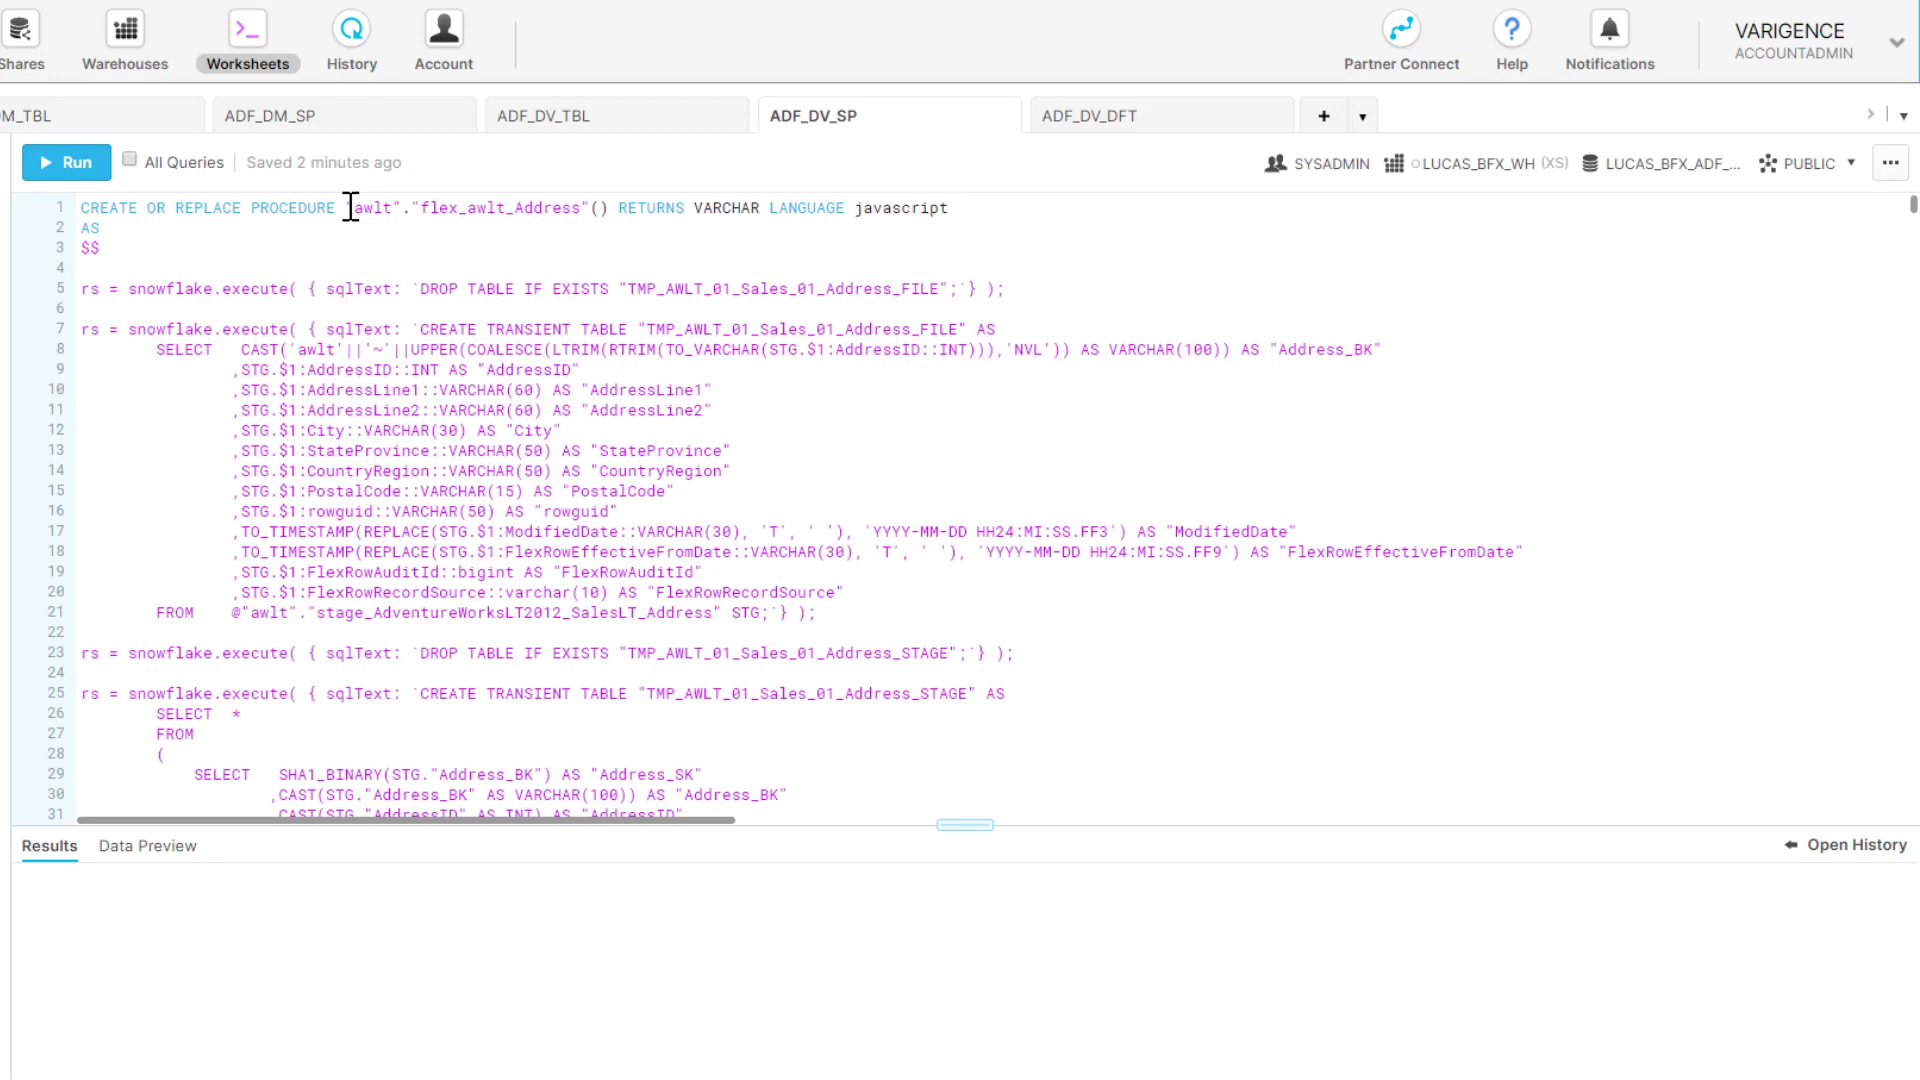 Shares
Warehouses
Worksheets
History
Account
Partner Connect
Help
Notifications
VARIGENCE
ACCOUNTADMIN
M_TBL
ADF_DM_SP
ADF_DV_TBL
ADF_DV_SP
ADF_DV_DFT
Run
All Queries
Saved 2 minutes ago
SYSADMIN
LUCAS_BFX_WH (XS)
LUCAS_BFX_ADF_...
PUBLIC
1 CREATE OR REPLACE PROCEDURE "awlt"."flex_awlt_Address"() RETURNS VARCHAR LANGUAGE javascript
2 AS
3 $$
4
5 rs = snowflake.execute( { sqlText: `DROP TABLE IF EXISTS "TMP_AWLT_01_Sales_01_Address_FILE";`} );
6
7 rs = snowflake.execute( { sqlText: `CREATE TRANSIENT TABLE "TMP_AWLT_01_Sales_01_Address_FILE" AS
8 SELECT CAST('awlt'||'~'||UPPER(COALESCE(LTRIM(RTRIM(TO_VARCHAR(STG.$1:AddressID::INT))),'NVL')) AS VARCHAR(100)) AS "Address_BK"
9 ,STG.$1:AddressID::INT AS "AddressID"
10 ,STG.$1:AddressLine1::VARCHAR(60) AS "AddressLine1"
11 ,STG.$1:AddressLine2::VARCHAR(60) AS "AddressLine2"
12 ,STG.$1:City::VARCHAR(30) AS "City"
13 ,STG.$1:StateProvince::VARCHAR(50) AS "StateProvince"
14 ,STG.$1:CountryRegion::VARCHAR(50) AS "CountryRegion"
15 ,STG.$1:PostalCode::VARCHAR(15) AS "PostalCode"
16 ,STG.$1:rowguid::VARCHAR(50) AS "rowguid"
17 ,TO_TIMESTAMP(REPLACE(STG.$1:ModifiedDate::VARCHAR(30), 'T', ' '), 'YYYY-MM-DD HH24:MI:SS.FF3') AS "ModifiedDate"
18 ,TO_TIMESTAMP(REPLACE(STG.$1:FlexRowEffectiveFromDate::VARCHAR(30), 'T', ' '), 'YYYY-MM-DD HH24:MI:SS.FF9') AS "FlexRowEffectiveFromDate"
19 ,STG.$1:FlexRowAuditId::bigint AS "FlexRowAuditId"
20 ,STG.$1:FlexRowRecordSource::varchar(10) AS "FlexRowRecordSource"
21 FROM @"awlt"."stage_AdventureWorksLT2012_SalesLT_Address" STG;`} );
22
23 rs = snowflake.execute( { sqlText: `DROP TABLE IF EXISTS "TMP_AWLT_01_Sales_01_Address_STAGE";`} );
24
25 rs = snowflake.execute( { sqlText: `CREATE TRANSIENT TABLE "TMP_AWLT_01_Sales_01_Address_STAGE" AS
26 SELECT *
27 FROM
28 (
29 SELECT SHA1_BINARY(STG."Address_BK") AS "Address_SK"
30 ,CAST(STG."Address_BK" AS VARCHAR(100)) AS "Address_BK"
31 ,CAST(STG."AddressID" AS INT) AS "AddressID"
Results
Data Preview
Open History